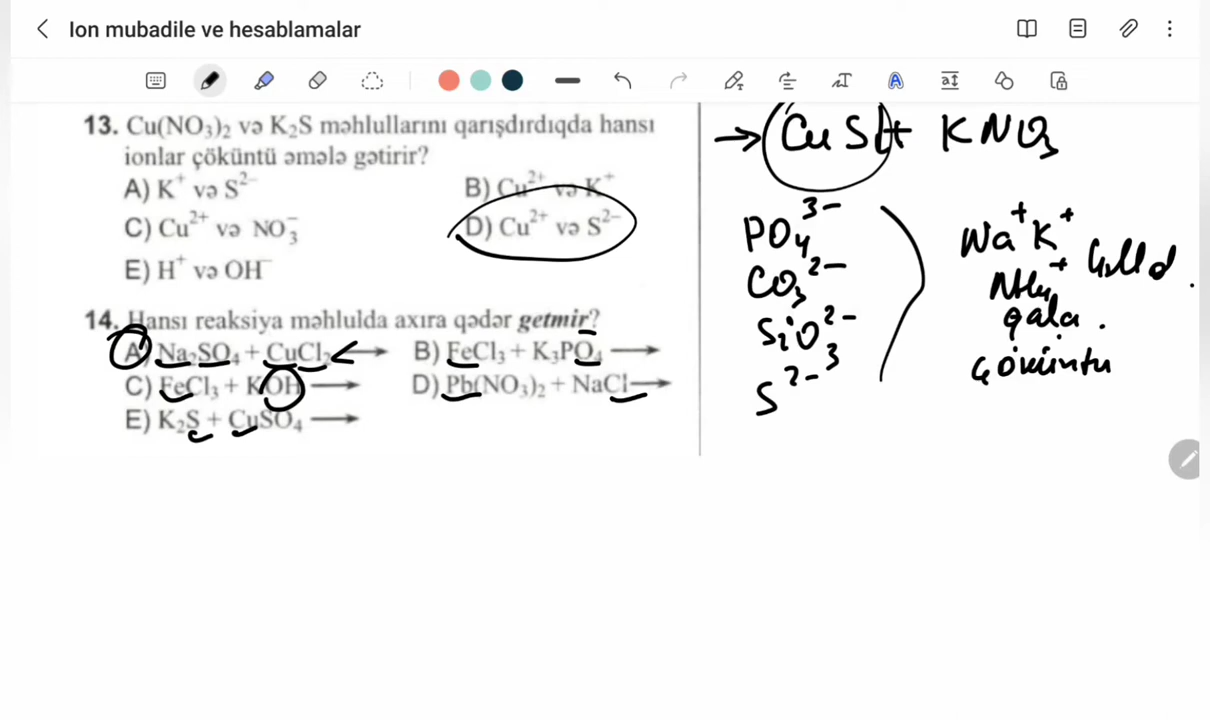 Ion mubadile ve hesablamalar
13. Cu(NO₃)₂ və K₂S məhlullarını qarışdırdıqda hansı
ionlar çöküntü əmələ gətirir?
A) K⁺ və S²⁻ B) Cu²⁺ və K⁺
C) Cu²⁺ və NO₃⁻ D) Cu²⁺ və S²⁻
E) H⁺ və OH⁻
14. Hansı reaksiya məhlulda axıra qədər getmir?
A) Na₂SO₄ + CuCl₂ ⟷ B) FeCl₃ + K₃PO₄ ⟶
C) FeCl₃ + KOH ⟶ D) Pb(NO₃)₂ + NaCl ⟶
E) K₂S + CuSO₄ ⟶
→ CuS↓ + KNO₃
PO₄³⁻
CO₃²⁻
SiO₃²⁻
S²⁻
Na⁺ K⁺
NH₄⁺
qala.
çöküntü